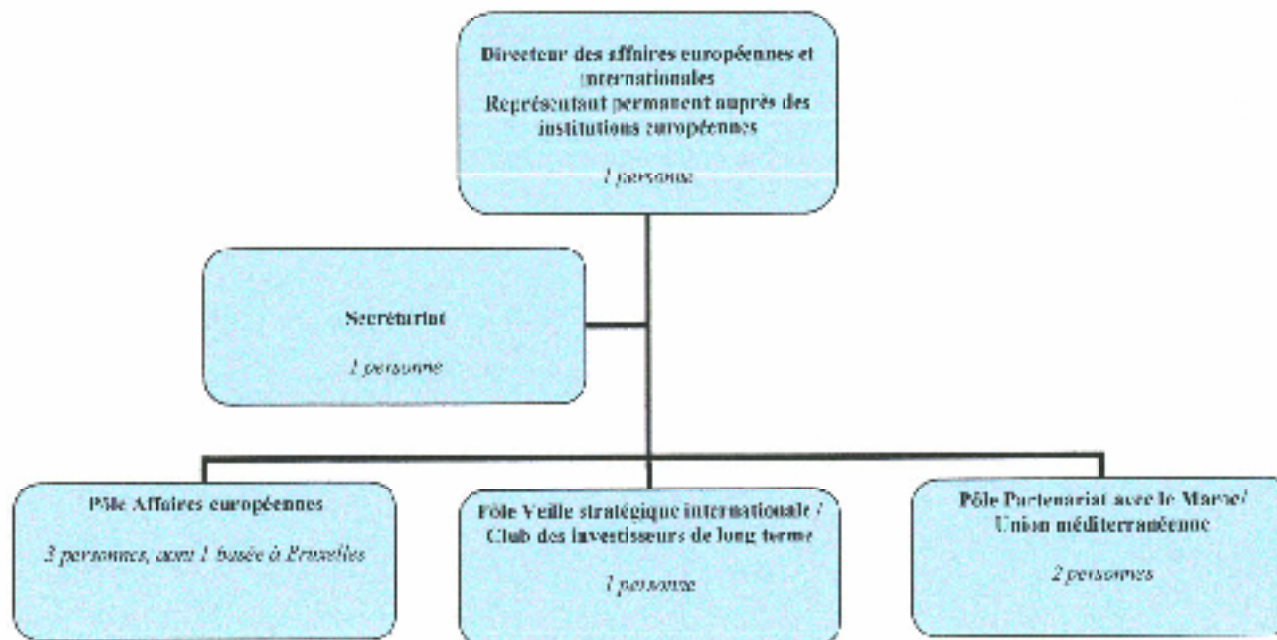 Directeur des affaires européennes et
internationales
Représentant permanent auprès des
institutions européennes
1 personne
Secrétariat
1 personne
Pôle Affaires européennes
3 personnes, dont 1 basée à Bruxelles
Pôle Veille stratégique internationale /
Club des investisseurs de long terme
1 personne
Pôle Partenariat avec le Maroc/
Union méditerranéenne
2 personnes